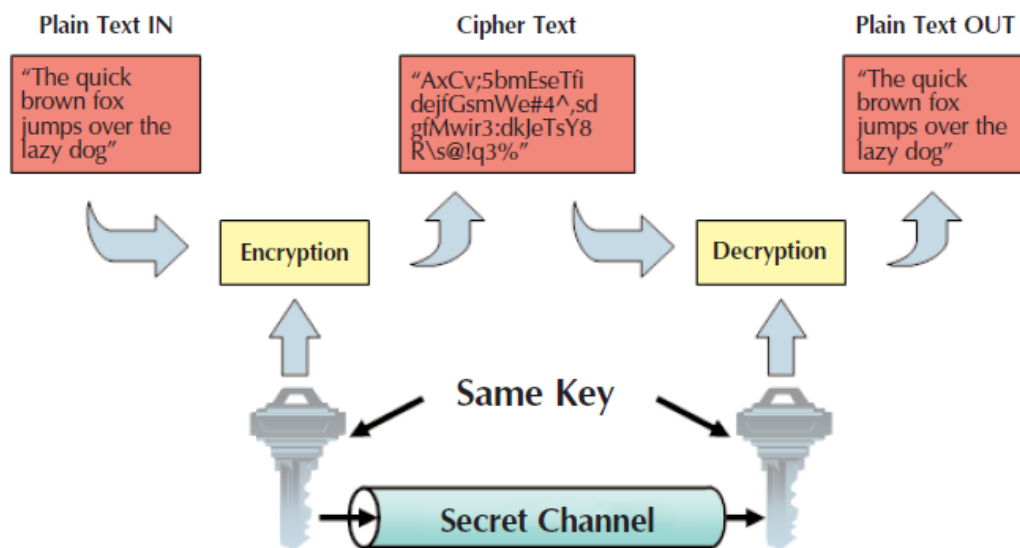 Plain Text IN
Cipher Text
Plain Text OUT
“The quick
brown fox
jumps over the
lazy dog”
“AxCv;5bmEseTfi
dejfGsmWe#4^,sd
gfMwir3:dkJeTsY8
R\s@!q3%”
“The quick
brown fox
jumps over the
lazy dog”
Encryption
Decryption
Same Key
Secret Channel